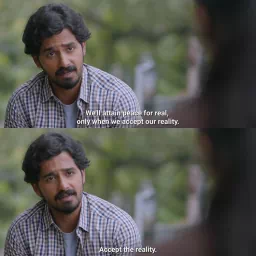 We'll attain peace for real,
only when we accept our reality.
Accept the reality.